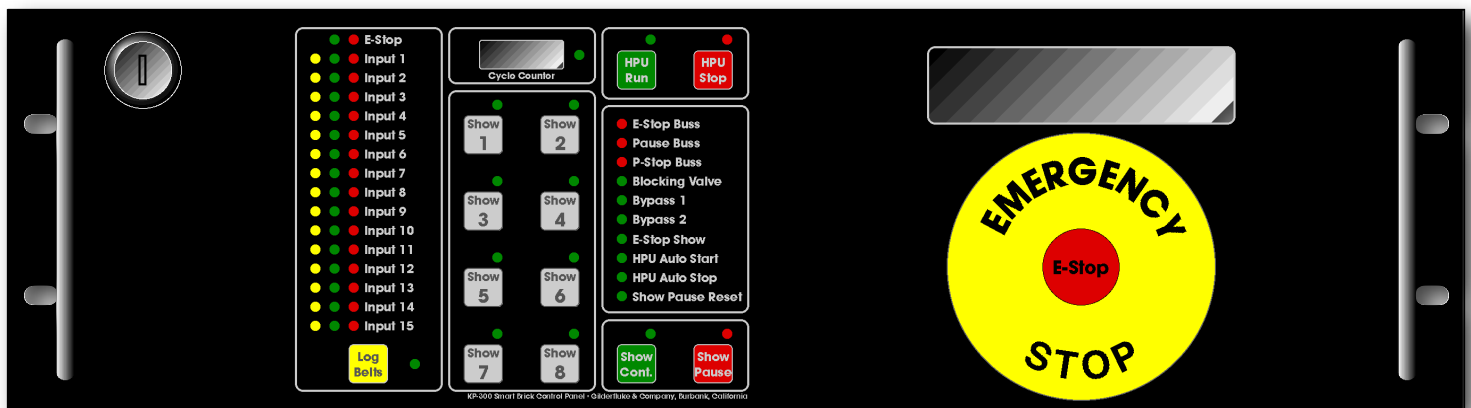 E-Stop
Input 1
Input 2
Input 3
Input 4
Input 5
Input 6
Input 7
Input 8
Input 9
Input 10
Input 11
Input 12
Input 13
Input 14
Input 15
Log
Belts
Cyclo Counter
Show
1
Show
2
Show
3
Show
4
Show
5
Show
6
Show
7
Show
8
HPU
Run
HPU
Stop
E-Stop Buss
Pause Buss
P-Stop Buss
Blocking Valve
Bypass 1
Bypass 2
E-Stop Show
HPU Auto Start
HPU Auto Stop
Show Pause Reset
Show
Cont.
Show
Pause
KP-300 Smart Brick Control Panel • Gilderfluke & Company, Burbank, California
EMERGENCY
E-Stop
STOP